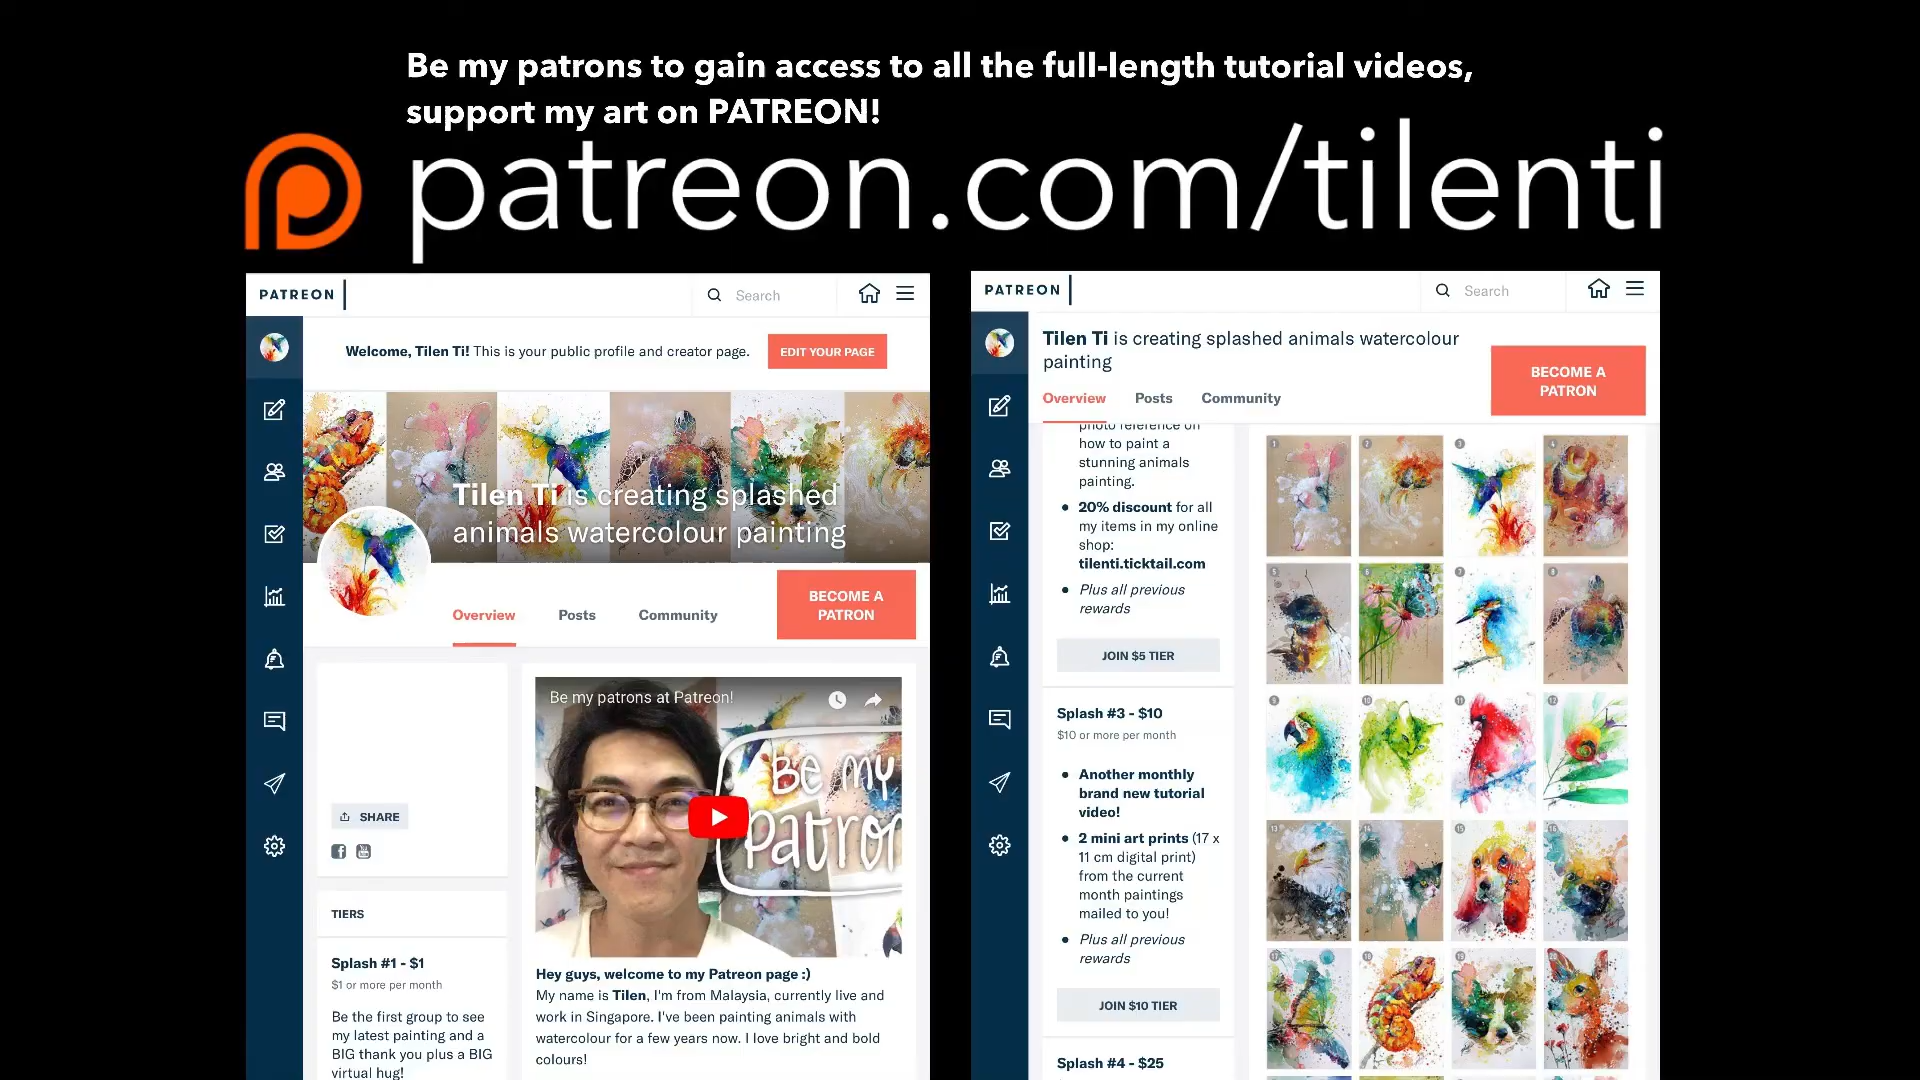 Be my patrons to gain access to all the full-length tutorial videos,
support my art on PATREON!
patreon.com/tilenti
PATREON
Search
Welcome, Tilen Ti! This is your public profile and creator page.
EDIT YOUR PAGE
Tilen Ti is creating splashed
animals watercolour painting
Overview
Posts
Community
BECOME A
PATRON
SHARE
TIERS
Splash #1 - $1
$1 or more per month
Be the first group to see
my latest painting and a
BIG thank you plus a BIG
virtual hug!
Be my patrons at Patreon!
Be my
Patron
Hey guys, welcome to my Patreon page :)
My name is Tilen, I'm from Malaysia, currently live and
work in Singapore. I've been painting animals with
watercolour for a few years now. I love bright and bold
colours!
PATREON
Search
Tilen Ti is creating splashed animals watercolour
painting
BECOME A
PATRON
Overview
Posts
Community
photo reference on
how to paint a
stunning animals
painting.
20% discount for all
my items in my online
shop:
tilenti.ticktail.com
Plus all previous
rewards
JOIN $5 TIER
Splash #3 - $10
$10 or more per month
Another monthly
brand new tutorial
video!
2 mini art prints (17 x
11 cm digital print)
from the current
month paintings
mailed to you!
Plus all previous
rewards
JOIN $10 TIER
Splash #4 - $25